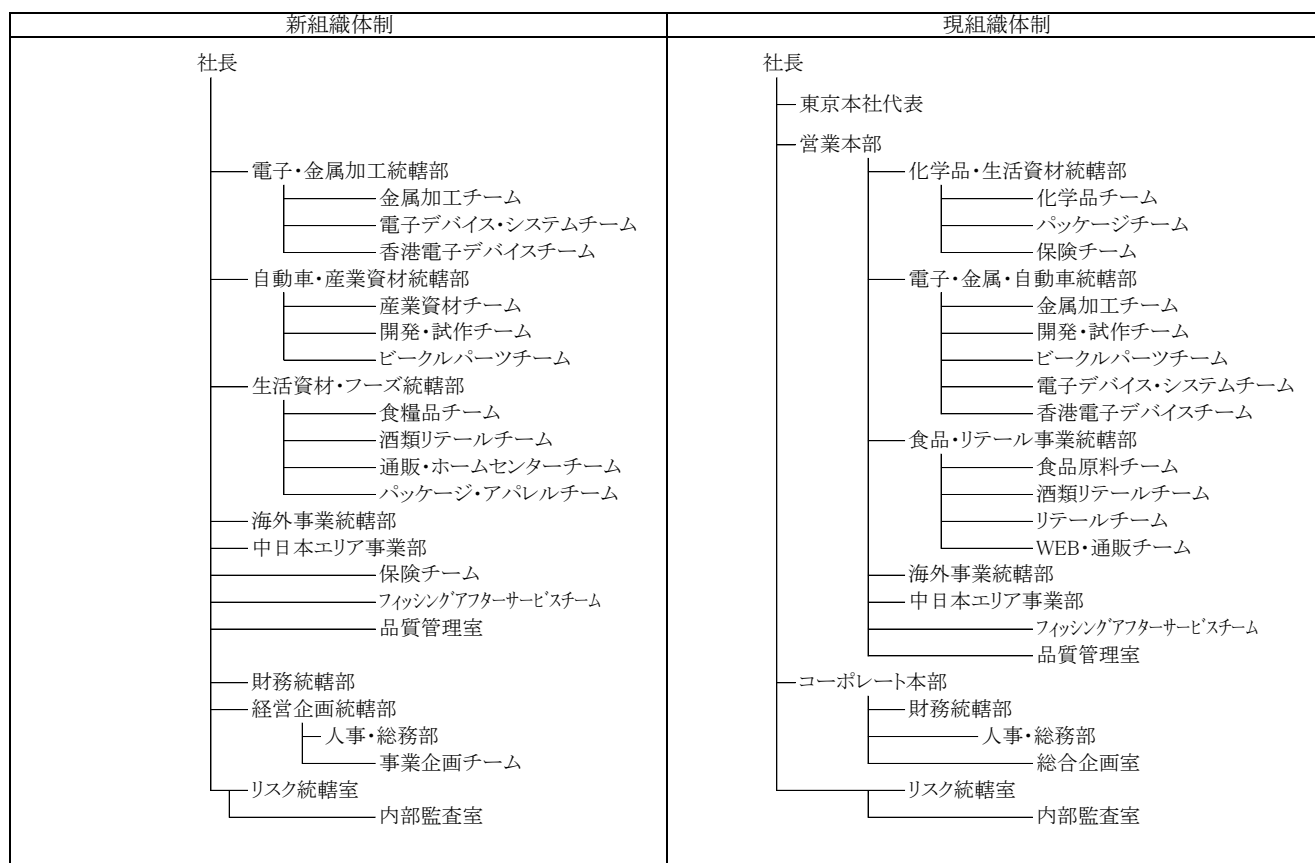 新組織体制
社長
電子・金属加工統轄部
金属加工チーム
電子デバイス・システムチーム
香港電子デバイスチーム
自動車・産業資材統轄部
産業資材チーム
開発・試作チーム
ビークルパーツチーム
生活資材・フーズ統轄部
食糧品チーム
酒類リテールチーム
通販・ホームセンターチーム
パッケージ・アパレルチーム
海外事業統轄部
中日本エリア事業部
保険チーム
フィッシングアフターサービスチーム
品質管理室
財務統轄部
経営企画統轄部
人事・総務部
事業企画チーム
リスク統轄室
内部監査室
現組織体制
社長
東京本社代表
営業本部
化学品・生活資材統轄部
化学品チーム
パッケージチーム
保険チーム
電子・金属・自動車統轄部
金属加工チーム
開発・試作チーム
ビークルパーツチーム
電子デバイス・システムチーム
香港電子デバイスチーム
食品・リテール事業統轄部
食品原料チーム
酒類リテールチーム
リテールチーム
WEB・通販チーム
海外事業統轄部
中日本エリア事業部
フィッシングアフターサービスチーム
品質管理室
コーポレート本部
財務統轄部
人事・総務部
総合企画室
リスク統轄室
内部監査室